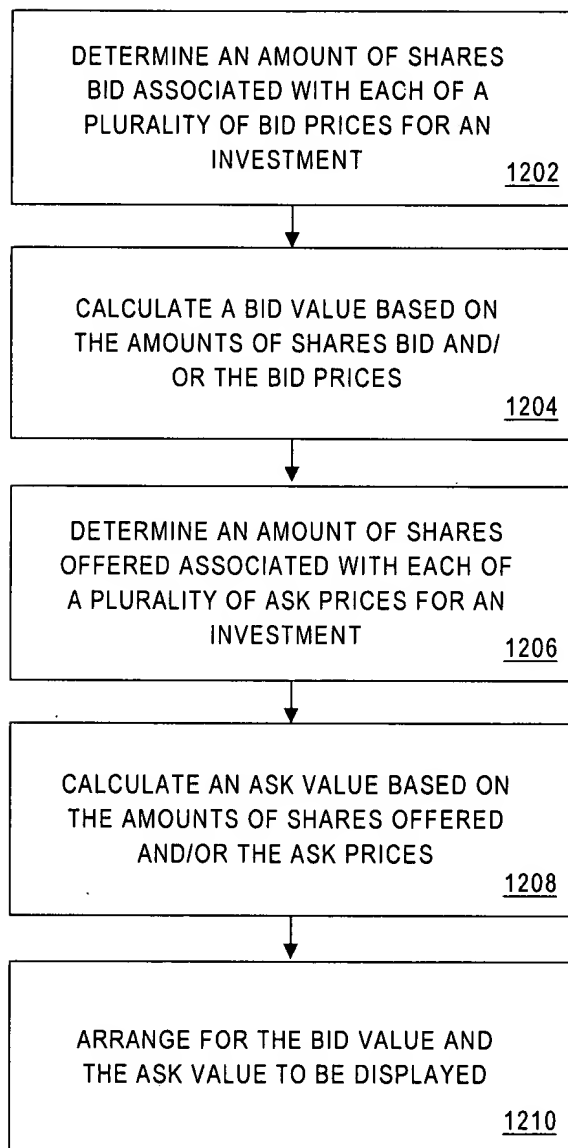 DETERMINE AN AMOUNT OF SHARES
BID ASSOCIATED WITH EACH OF A
PLURALITY OF BID PRICES FOR AN
INVESTMENT
1202
CALCULATE A BID VALUE BASED ON
THE AMOUNTS OF SHARES BID AND/
OR THE BID PRICES
1204
DETERMINE AN AMOUNT OF SHARES
OFFERED ASSOCIATED WITH EACH OF
A PLURALITY OF ASK PRICES FOR AN
INVESTMENT
1206
CALCULATE AN ASK VALUE BASED ON
THE AMOUNTS OF SHARES OFFERED
AND/OR THE ASK PRICES
1208
ARRANGE FOR THE BID VALUE AND
THE ASK VALUE TO BE DISPLAYED
1210